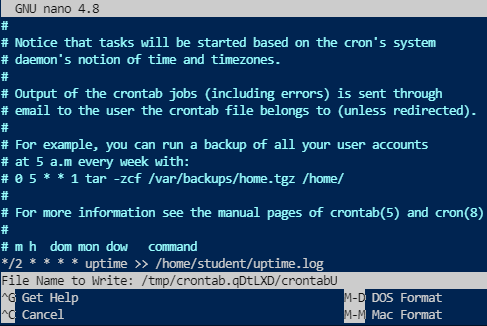 GNU nano 4.8
#
# Notice that tasks will be started based on the cron's system
# daemon's notion of time and timezones.
#
# Output of the crontab jobs (including errors) is sent through
# email to the user the crontab file belongs to (unless redirected).
#
# For example, you can run a backup of all your user accounts
# at 5 a.m every week with:
# 0 5 * * 1 tar -zcf /var/backups/home.tgz /home/
#
# For more information see the manual pages of crontab(5) and cron(8)
#
# m h  dom mon dow   command
*/2 * * * * uptime >> /home/student/uptime.log
File Name to Write: /tmp/crontab.qDtLXD/crontabU
^G Get Help M-D DOS Format
^C Cancel M-M Mac Format